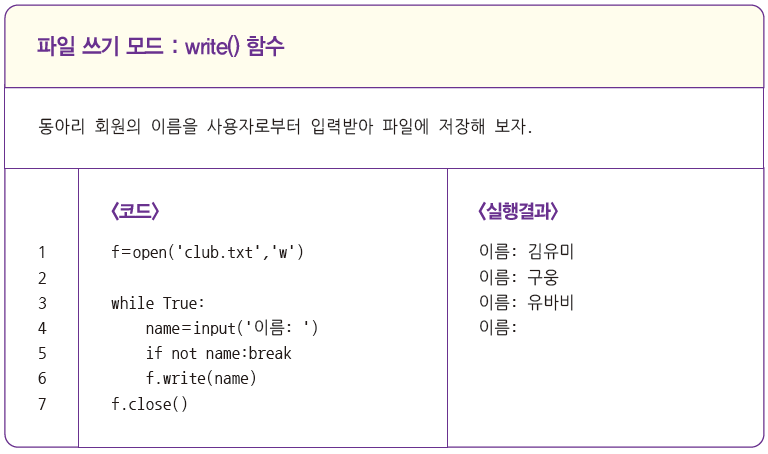 파일 쓰기 모드 : write() 함수
동아리 회원의 이름을 사용자로부터 입력받아 파일에 저장해 보자.
<코드>
1 f=open('club.txt','w')
2
3 while True:
4 name=input('이름: ')
5 if not name:break
6 f.write(name)
7 f.close()
<실행결과>
이름: 김유미
이름: 구웅
이름: 유바비
이름: